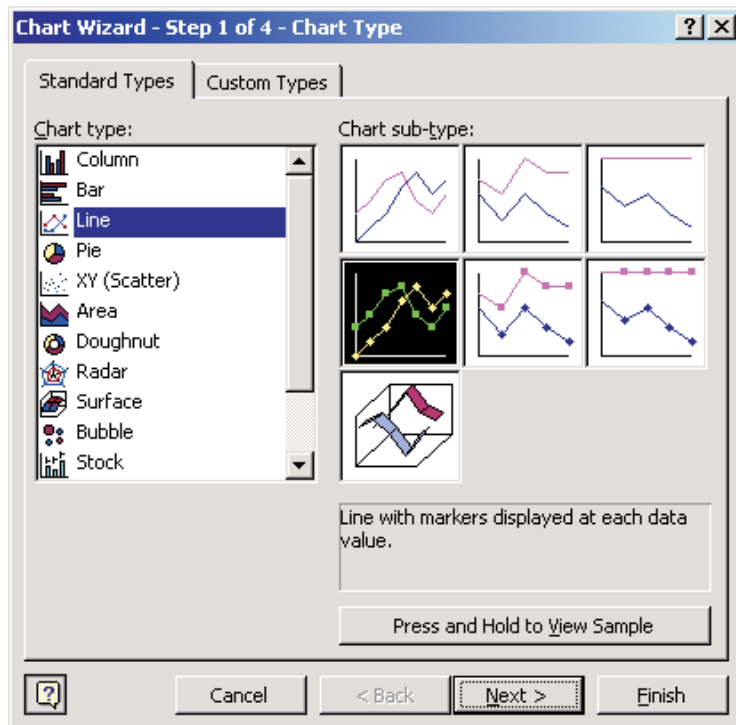 Chart Wizard - Step 1 of 4 - Chart Type
Standard Types
Custom Types
Chart type:
Column
Bar
Line
Pie
XY (Scatter)
Area
Doughnut
Radar
Surface
Bubble
Stock
Chart sub-type:
Line with markers displayed at each data
value.
Press and Hold to View Sample
Cancel
< Back
Next >
Finish